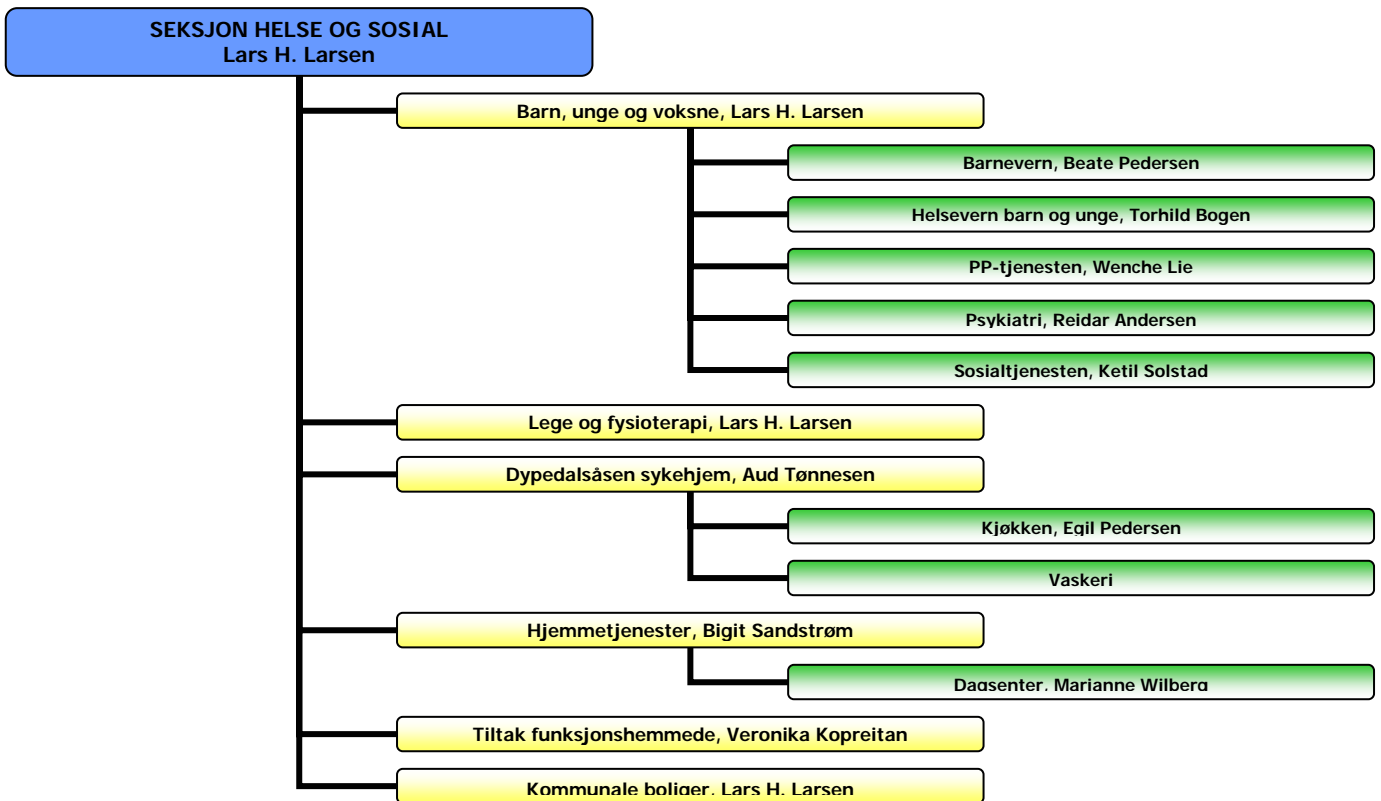 SEKSJON HELSE OG SOSIAL
Lars H. Larsen
Barn, unge og voksne, Lars H. Larsen
Barnevern, Beate Pedersen
Helsevern barn og unge, Torhild Bogen
PP-tjenesten, Wenche Lie
Psykiatri, Reidar Andersen
Sosialtjenesten, Ketil Solstad
Lege og fysioterapi, Lars H. Larsen
Dypedalsåsen sykehjem, Aud Tønnesen
Kjøkken, Egil Pedersen
Vaskeri
Hjemmetjenester, Bigit Sandstrøm
Dagsenter, Marianne Wilberg
Tiltak funksjonshemmede, Veronika Kopreitan
Kommunale boliger, Lars H. Larsen